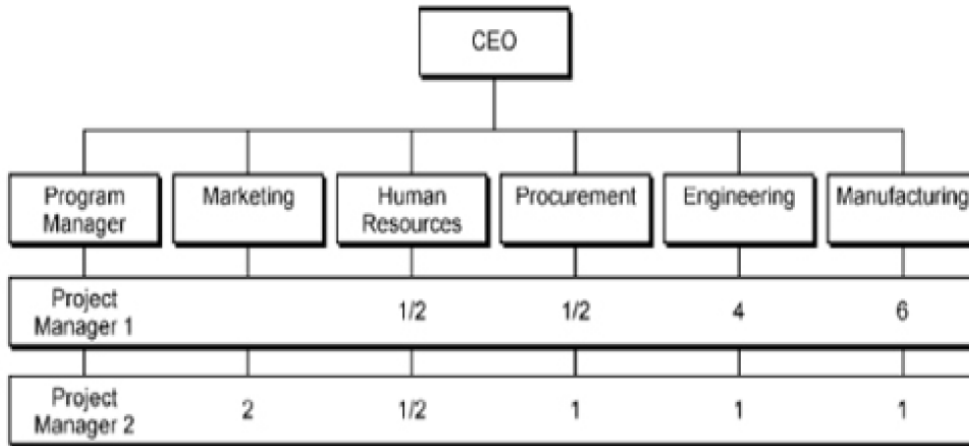 CEO
Program
Manager
Marketing
Human
Resources
Procurement
Engineering
Manufacturing
Project
Manager 1
1/2 1/2 4 6
Project
Manager 2
2 1/2 1 1 1